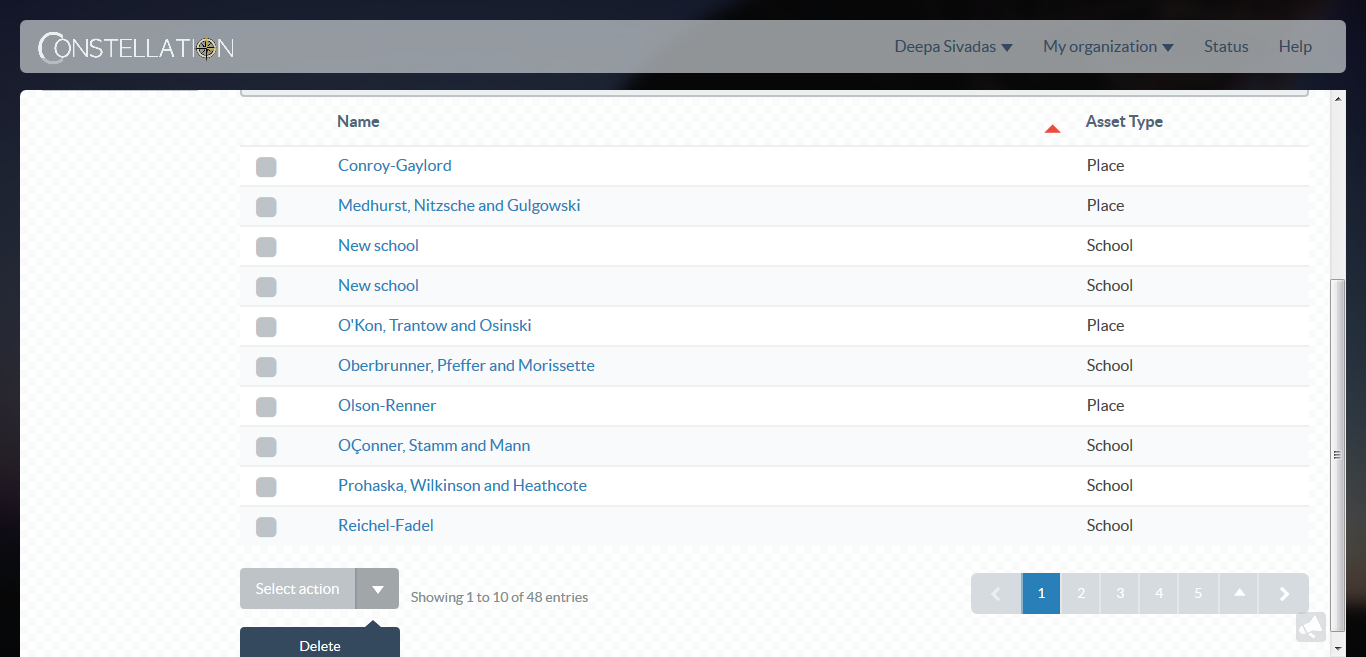 CONSTELLATION
Deepa Sivadas My organization Status Help
Name Asset Type
Conroy-Gaylord Place
Medhurst, Nitzsche and Gulgowski Place
New school School
New school School
O'Kon, Trantow and Osinski Place
Oberbrunner, Pfeffer and Morissette School
Olson-Renner Place
OÇonner, Stamm and Mann School
Prohaska, Wilkinson and Heathcote School
Reichel-Fadel School
Select action Showing 1 to 10 of 48 entries 1 2 3 4 5
Delete